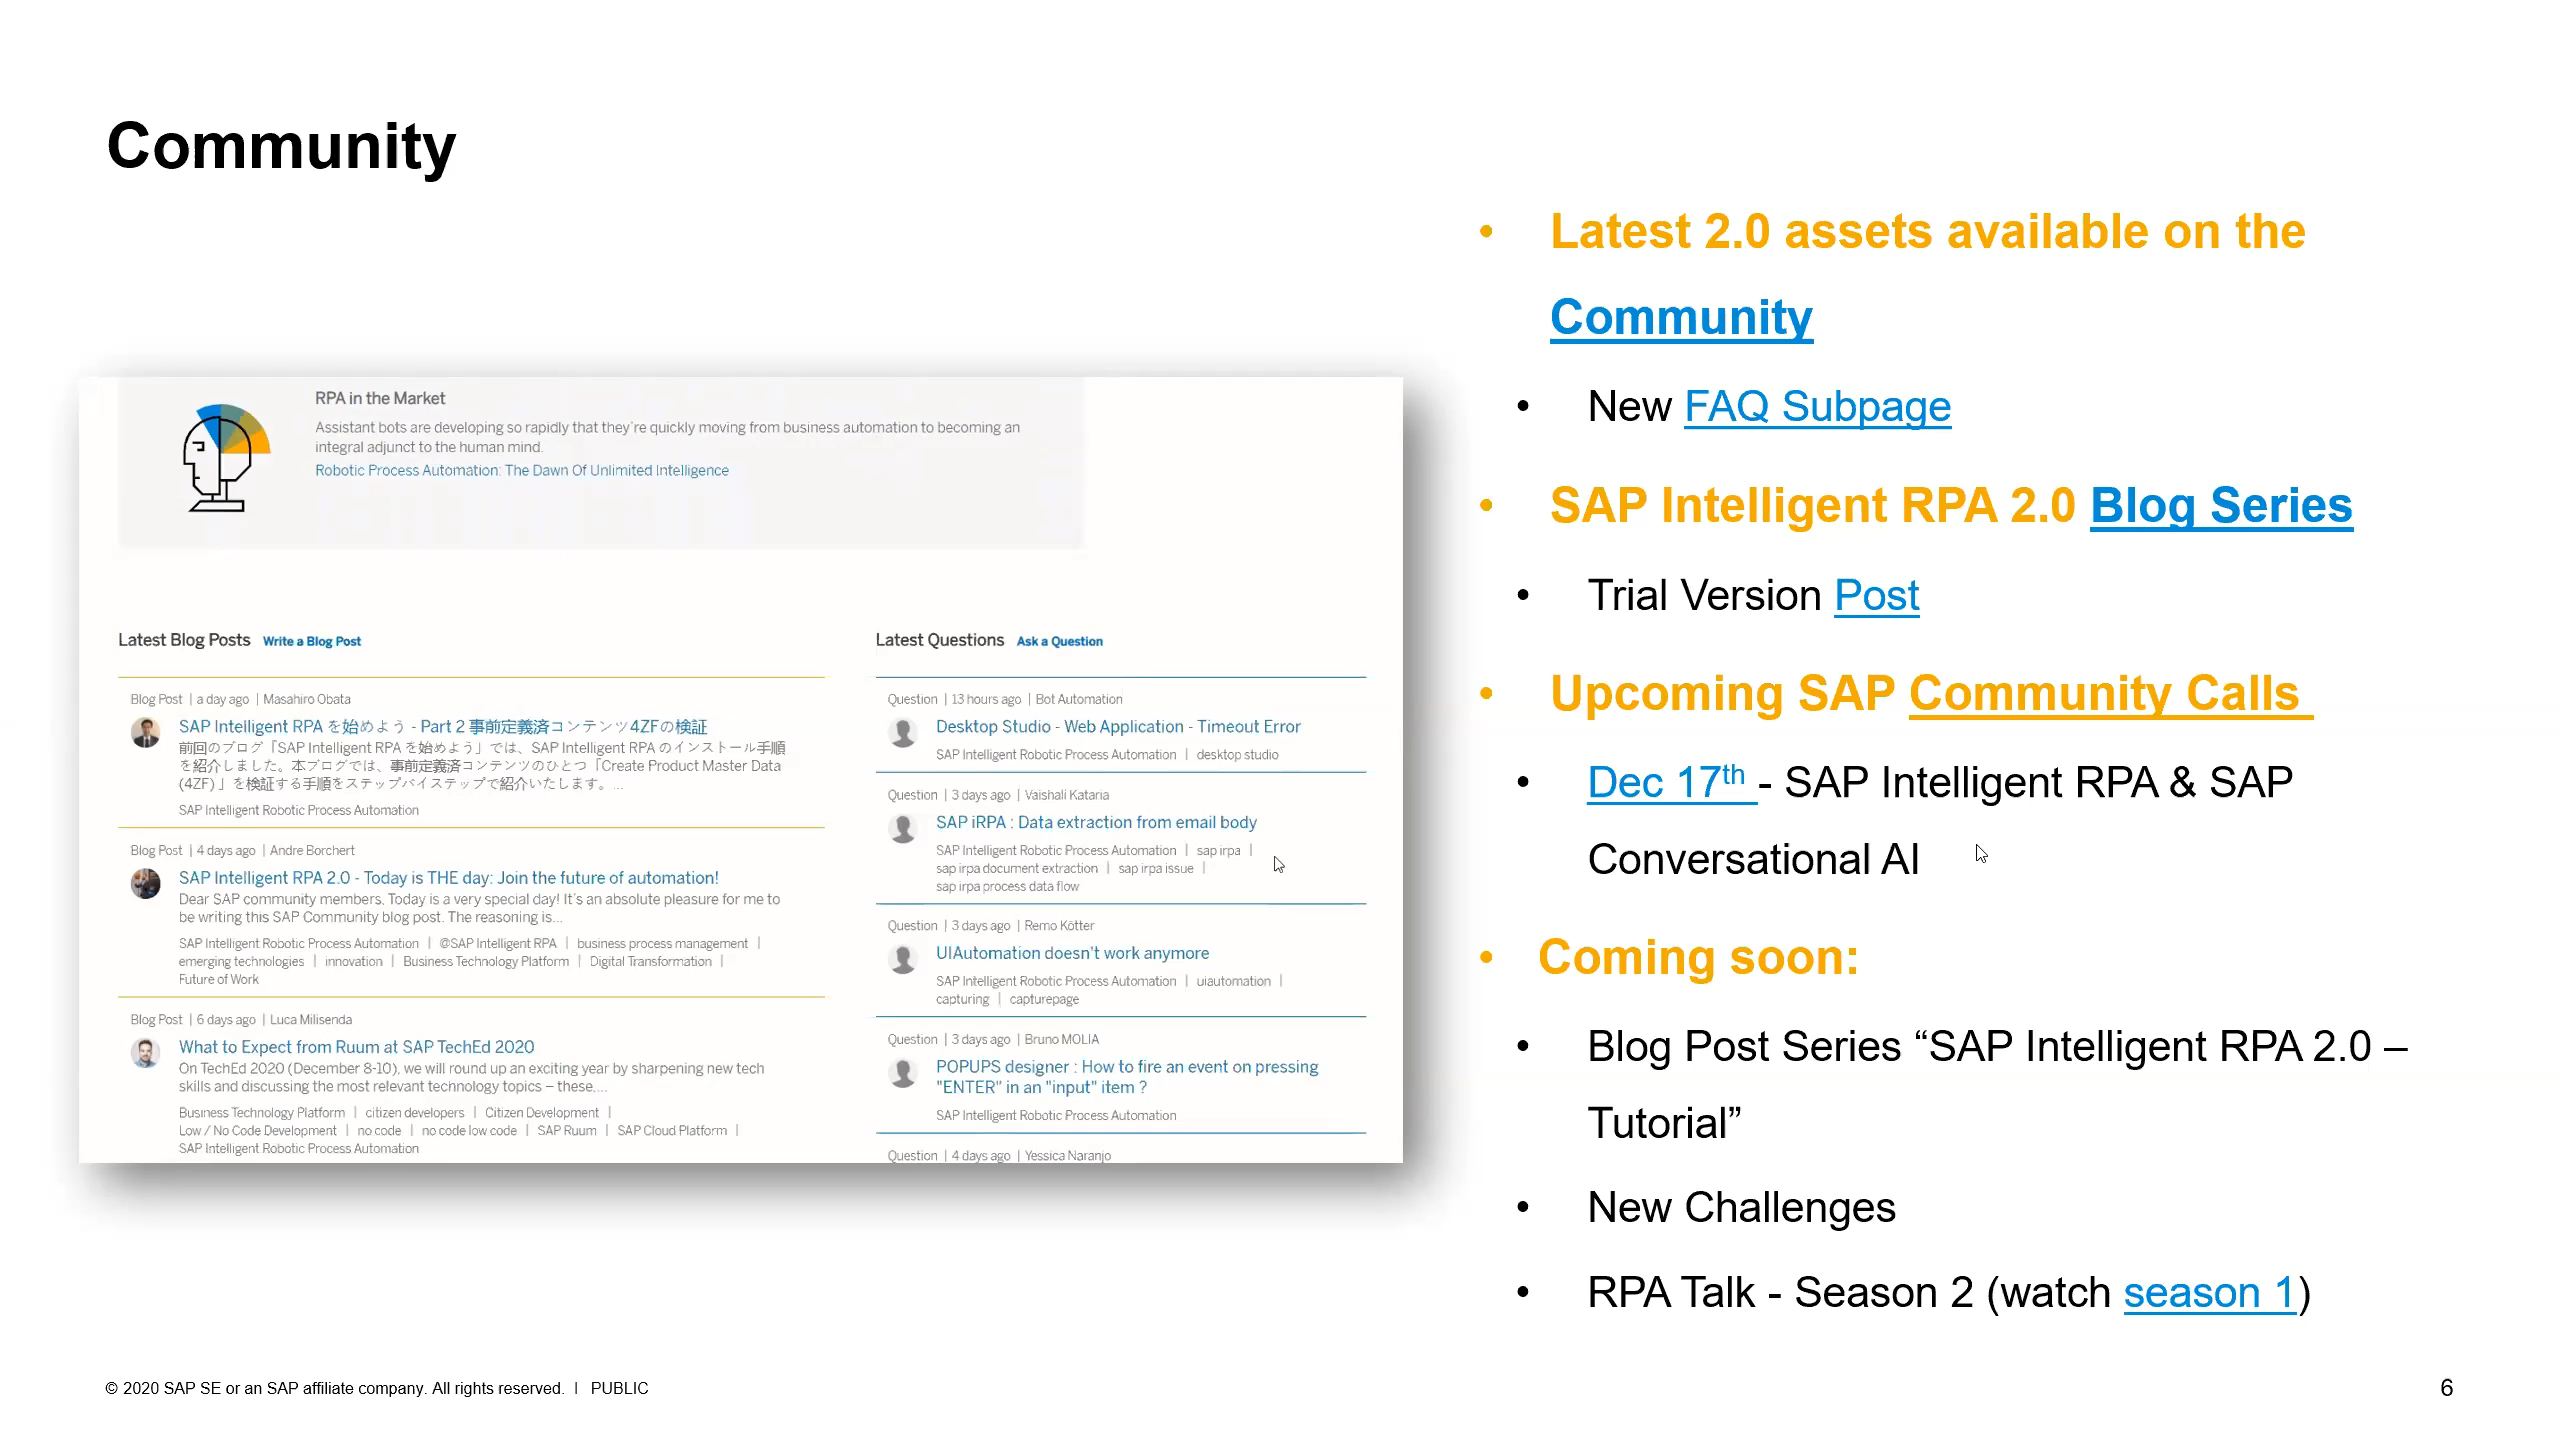 Community
RPA in the Market
Assistant bots are developing so rapidly that they're quickly moving from business automation to becoming an
integral adjunct to the human mind.
Robotic Process Automation: The Dawn Of Unlimited Intelligence
Latest Blog Posts Write a Blog Post
Blog Post | a day ago | Masahiro Obata
SAP Intelligent RPA を始めよう - Part 2 事前定義済コンテンツ4ZFの検証
前回のブログ「SAP Intelligent RPA を始めよう」では、SAP Intelligent RPA のインストール手順
を紹介しました。本ブログでは、事前定義済コンテンツのひとつ「Create Product Master Data
(4ZF) 」を検証する手順をステップバイステップで紹介いたします。...
SAP Intelligent Robotic Process Automation
Blog Post | 4 days ago | Andre Borchert
SAP Intelligent RPA 2.0 - Today is THE day: Join the future of automation!
Dear SAP community members, Today is a very special day! It's an absolute pleasure for me to
be writing this SAP Community blog post. The reasoning is...
SAP Intelligent Robotic Process Automation | @SAP Intelligent RPA | business process management |
emerging technologies | innovation | Business Technology Platform | Digital Transformation |
Future of Work
Blog Post | 6 days ago | Luca Milisenda
What to Expect from Ruum at SAP TechEd 2020
On TechEd 2020 (December 8-10), we will round up an exciting year by sharpening new tech
skills and discussing the most relevant technology topics – these....
Business Technology Platform | citizen developers | Citizen Development |
Low / No Code Development | no code | no code low code | SAP Ruum | SAP Cloud Platform |
SAP Intelligent Robotic Process Automation
Latest Questions Ask a Question
Question | 13 hours ago | Bot Automation
Desktop Studio - Web Application - Timeout Error
SAP Intelligent Robotic Process Automation | desktop studio
Question | 3 days ago | Vaishali Kataria
SAP iRPA : Data extraction from email body
SAP Intelligent Robotic Process Automation | sap irpa |
sap irpa document extraction | sap irpa issue |
sap irpa process data flow
Question | 3 days ago | Remo Kötter
UIAutomation doesn't work anymore
SAP Intelligent Robotic Process Automation | uiautomation |
capturing | capturepage
Question | 3 days ago | Bruno MOLIA
POPUPS designer : How to fire an event on pressing
"ENTER" in an "input" item ?
SAP Intelligent Robotic Process Automation
Question | 4 days ago | Yessica Naranjo
• Latest 2.0 assets available on the
Community
• New FAQ Subpage
• SAP Intelligent RPA 2.0 Blog Series
• Trial Version Post
• Upcoming SAP Community Calls
• Dec 17th - SAP Intelligent RPA & SAP
Conversational AI
• Coming soon:
• Blog Post Series “SAP Intelligent RPA 2.0 –
Tutorial”
• New Challenges
• RPA Talk - Season 2 (watch season 1)
© 2020 SAP SE or an SAP affiliate company. All rights reserved. | PUBLIC
6